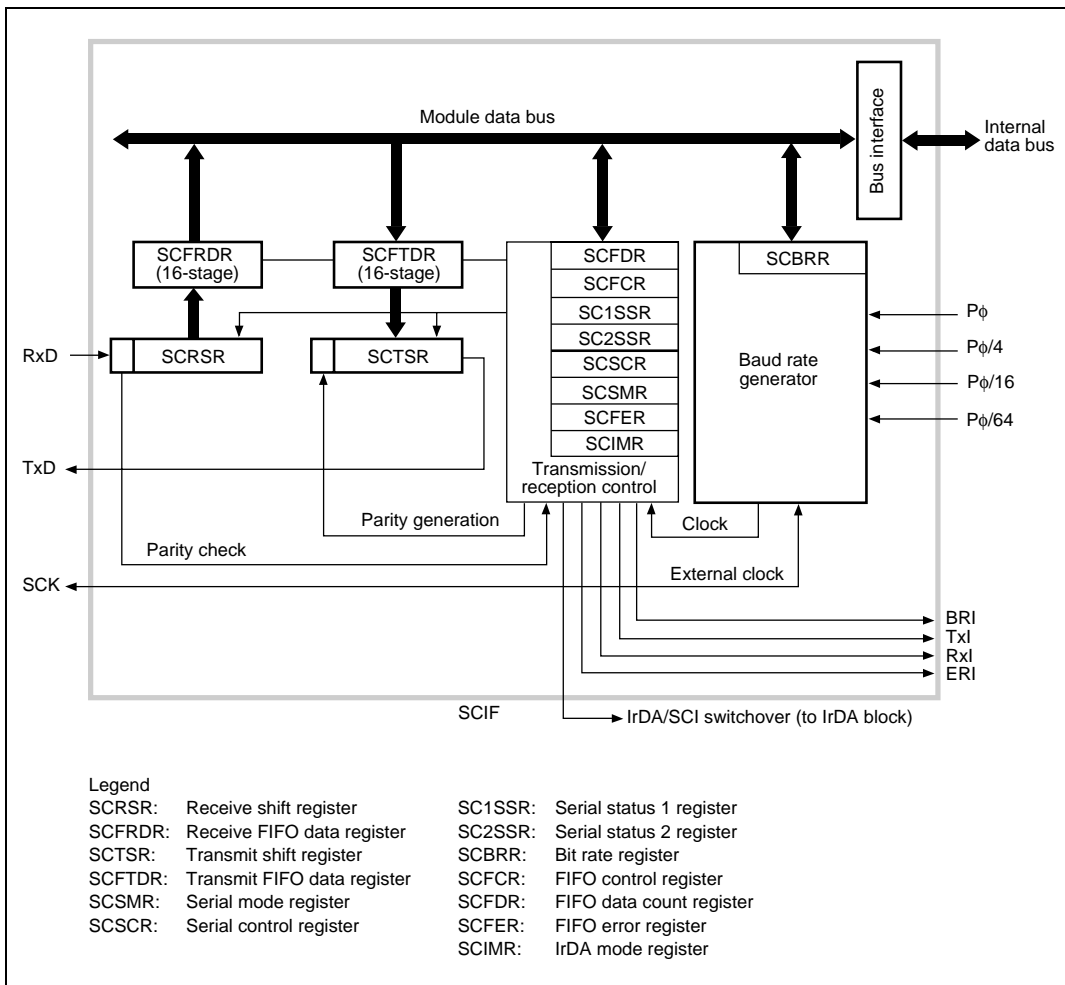 Module data bus
Bus interface
Internal
data bus
SCFRDR
(16-stage)
SCFTDR
(16-stage)
SCFDR
SCFCR
SC1SSR
SC2SSR
SCSCR
SCSMR
SCFER
SCIMR
Transmission/
reception control
SCBRR
Baud rate
generator
Pϕ
Pϕ/4
Pϕ/16
Pϕ/64
RxD
SCRSR
SCTSR
TxD
Parity generation
Parity check
Clock
SCK
External clock
BRI
TxI
RxI
ERI
SCIF
IrDA/SCI switchover (to IrDA block)
Legend
SCRSR: Receive shift register
SCFRDR: Receive FIFO data register
SCTSR: Transmit shift register
SCFTDR: Transmit FIFO data register
SCSMR: Serial mode register
SCSCR: Serial control register
SC1SSR: Serial status 1 register
SC2SSR: Serial status 2 register
SCBRR: Bit rate register
SCFCR: FIFO control register
SCFDR: FIFO data count register
SCFER: FIFO error register
SCIMR: IrDA mode register